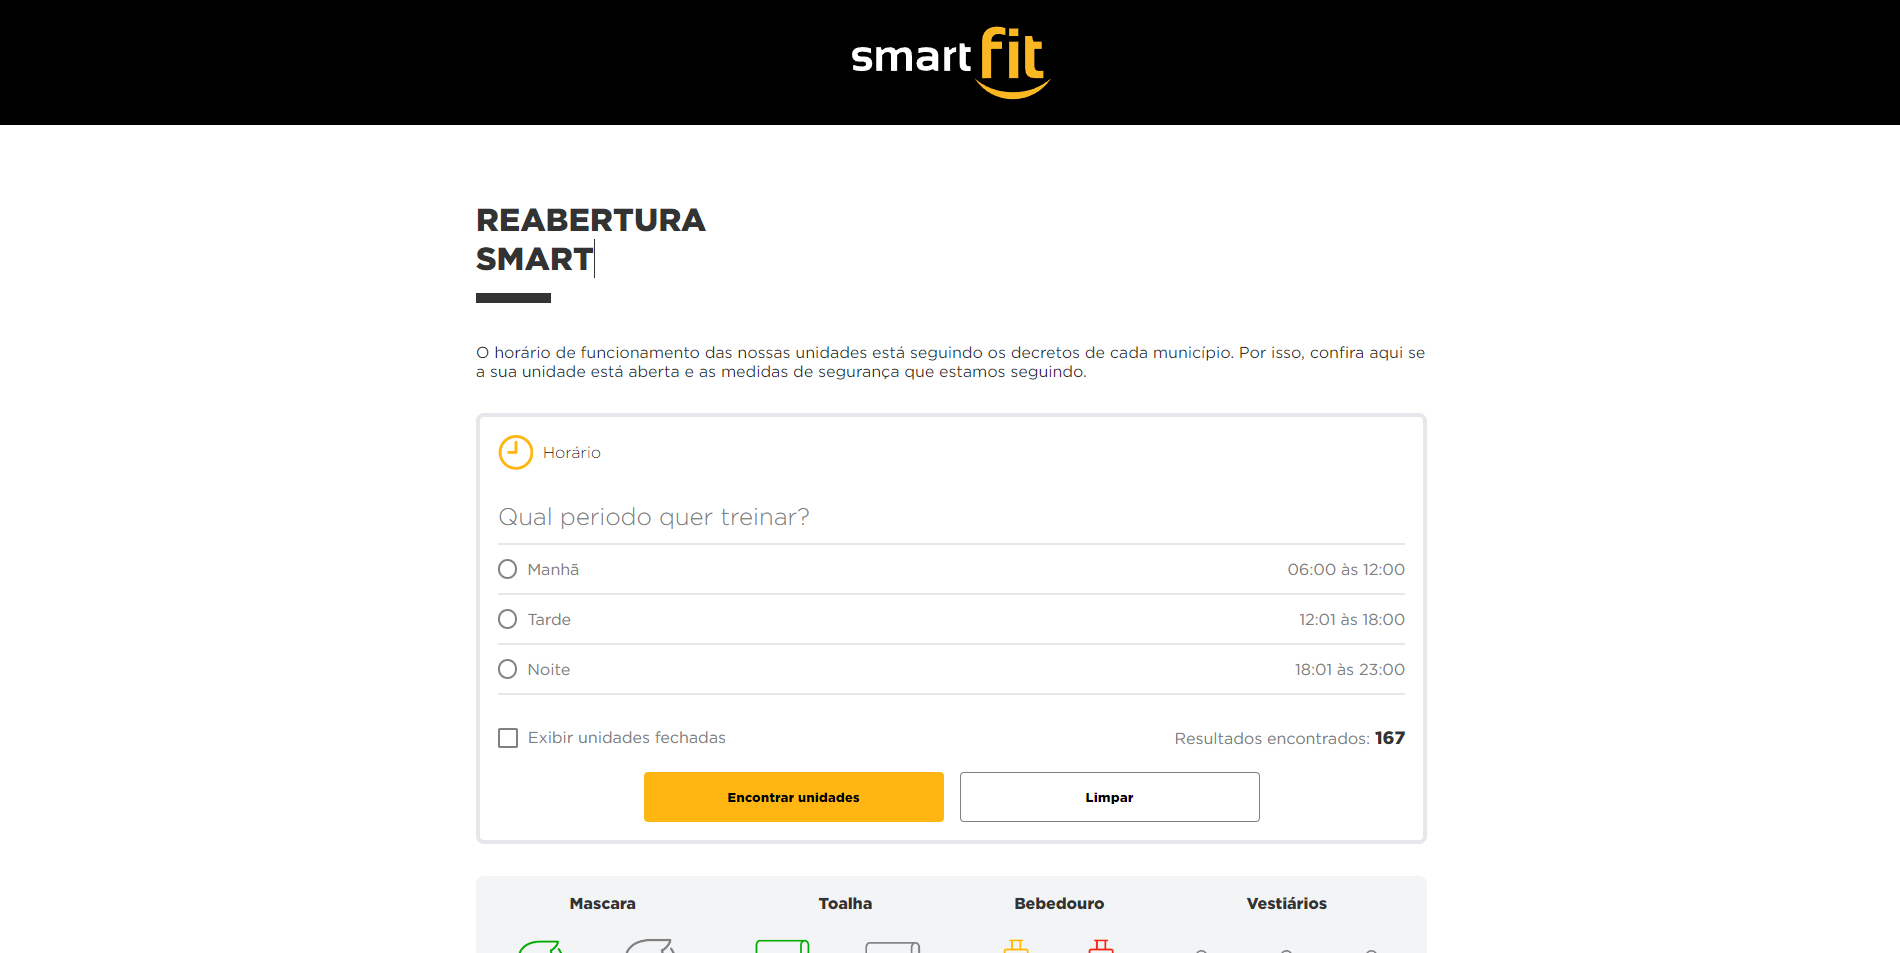 smart fit
REABERTURA
SMART
O horário de funcionamento das nossas unidades está seguindo os decretos de cada município. Por isso, confira aqui se
a sua unidade está aberta e as medidas de segurança que estamos seguindo.
Horário
Qual periodo quer treinar?
Manhã 06:00 às 12:00
Tarde 12:01 às 18:00
Noite 18:01 às 23:00
Exibir unidades fechadas Resultados encontrados: 167
Encontrar unidades Limpar
Mascara Toalha Bebedouro Vestiários